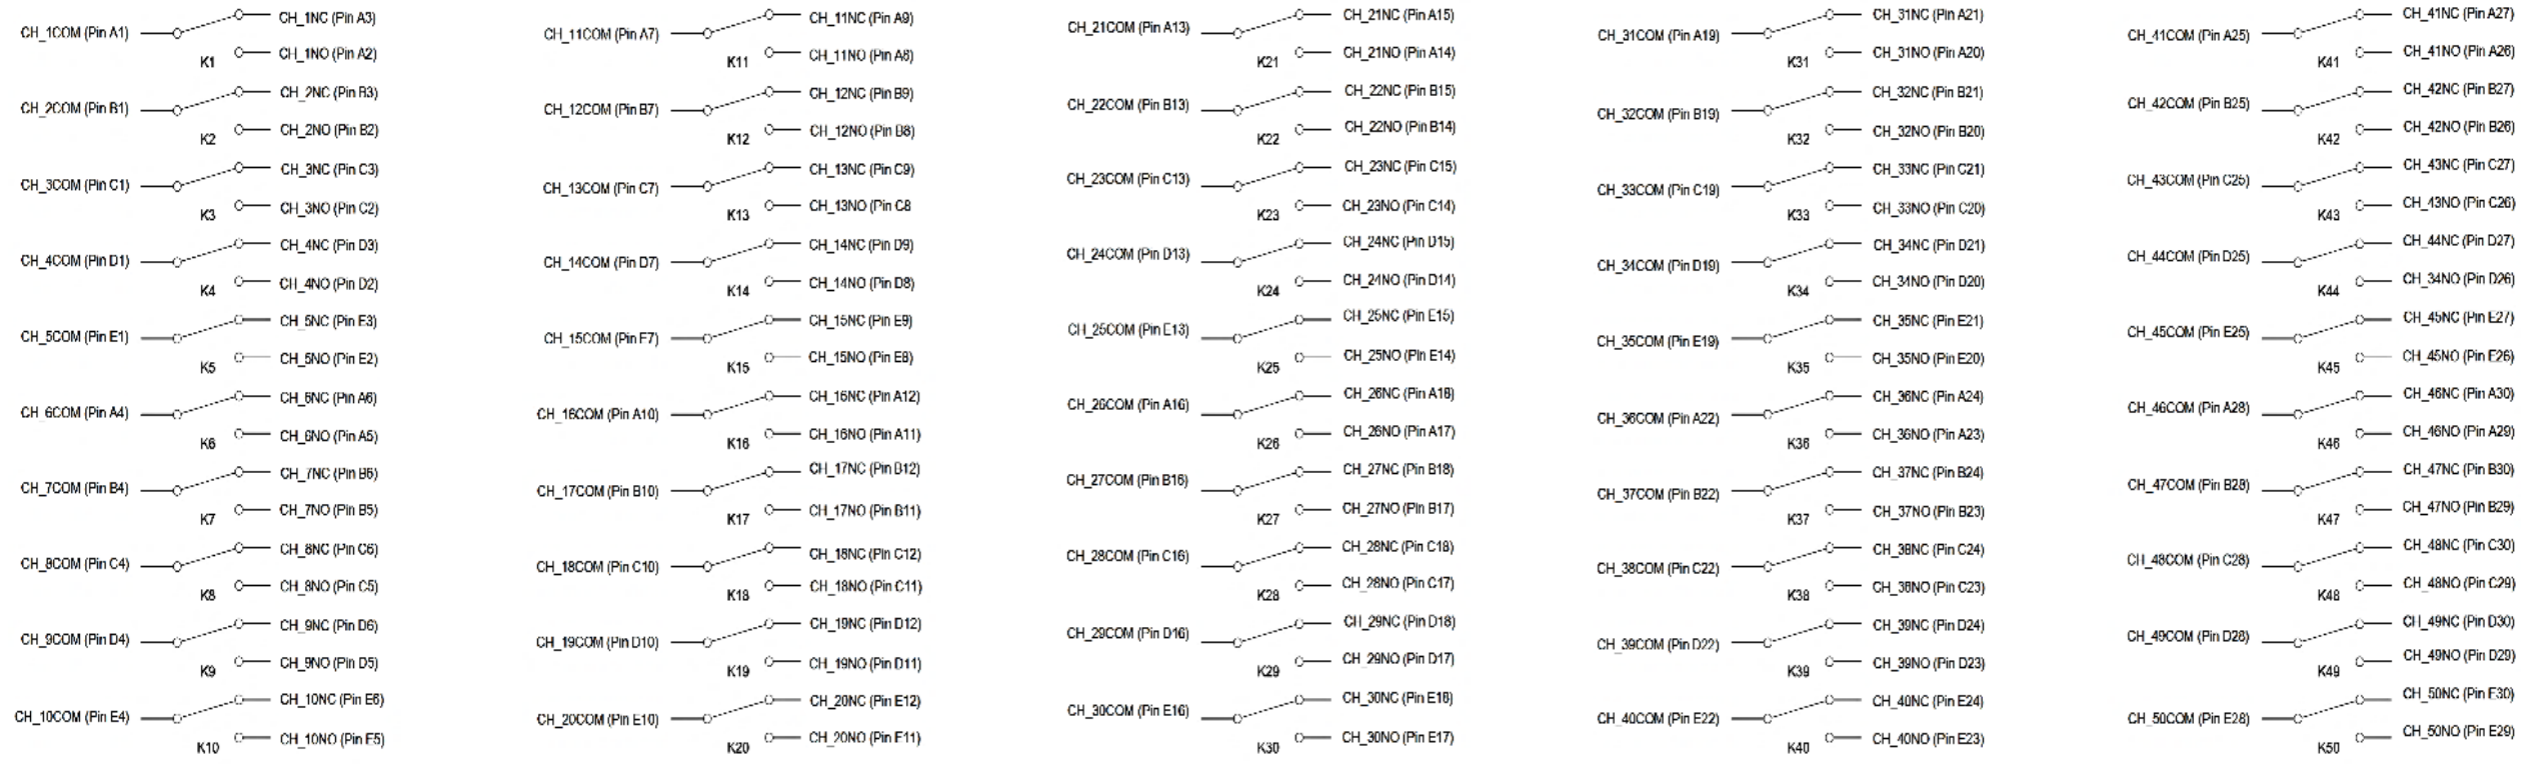 CH_1COM (Pin A1)
CH_1NC (Pin A3)
CH_1NO (Pin A2)
K1
CH_2COM (Pin B1)
CH_2NC (Pin B3)
CH_2NO (Pin B2)
K2
CH_3COM (Pin C1)
CH_3NC (Pin C3)
CH_3NO (Pin C2)
K3
CH_4COM (Pin D1)
CH_4NC (Pin D3)
CH_4NO (Pin D2)
K4
CH_5COM (Pin E1)
CH_5NC (Pin E3)
CH_5NO (Pin E2)
K5
CH_6COM (Pin A4)
CH_6NC (Pin A6)
CH_6NO (Pin A5)
K6
CH_7COM (Pin B4)
CH_7NC (Pin B6)
CH_7NO (Pin B5)
K7
CH_8COM (Pin C4)
CH_8NC (Pin C6)
CH_8NO (Pin C5)
K8
CH_9COM (Pin D4)
CH_9NC (Pin D6)
CH_9NO (Pin D5)
K9
CH_10COM (Pin E4)
CH_10NC (Pin E6)
CH_10NO (Pin E5)
K10
CH_11COM (Pin A7)
CH_11NC (Pin A9)
CH_11NO (Pin A8)
K11
CH_12COM (Pin B7)
CH_12NC (Pin B9)
CH_12NO (Pin B8)
K12
CH_13COM (Pin C7)
CH_13NC (Pin C9)
CH_13NO (Pin C8
K13
CH_14COM (Pin D7)
CH_14NC (Pin D9)
CH_14NO (Pin D8)
K14
CH_15COM (Pin E7)
CH_15NC (Pin E9)
CH_15NO (Pin E8)
K15
CH_16COM (Pin A10)
CH_16NC (Pin A12)
CH_16NO (Pin A11)
K16
CH_17COM (Pin B10)
CH_17NC (Pin B12)
CH_17NO (Pin B11)
K17
CH_18COM (Pin C10)
CH_18NC (Pin C12)
CH_18NO (Pin C11)
K18
CH_19COM (Pin D10)
CH_19NC (Pin D12)
CH_19NO (Pin D11)
K19
CH_20COM (Pin E10)
CH_20NC (Pin E12)
CH_20NO (Pin E11)
K20
CH_21COM (Pin A13)
CH_21NC (Pin A15)
CH_21NO (Pin A14)
K21
CH_22COM (Pin B13)
CH_22NC (Pin B15)
CH_22NO (Pin B14)
K22
CH_23COM (Pin C13)
CH_23NC (Pin C15)
CH_23NO (Pin C14)
K23
CH_24COM (Pin D13)
CH_24NC (Pin D15)
CH_24NO (Pin D14)
K24
CH_25COM (Pin E13)
CH_25NC (Pin E15)
CH_25NO (Pin E14)
K25
CH_26COM (Pin A16)
CH_26NC (Pin A18)
CH_26NO (Pin A17)
K26
CH_27COM (Pin B16)
CH_27NC (Pin B18)
CH_27NO (Pin B17)
K27
CH_28COM (Pin C16)
CH_28NC (Pin C18)
CH_28NO (Pin C17)
K28
CH_29COM (Pin D16)
CH_29NC (Pin D18)
CH_29NO (Pin D17)
K29
CH_30COM (Pin E16)
CH_30NC (Pin E18)
CH_30NO (Pin E17)
K30
CH_31COM (Pin A19)
CH_31NC (Pin A21)
CH_31NO (Pin A20)
K31
CH_32COM (Pin B19)
CH_32NC (Pin B21)
CH_32NO (Pin B20)
K32
CH_33COM (Pin C19)
CH_33NC (Pin C21)
CH_33NO (Pin C20)
K33
CH_34COM (Pin D19)
CH_34NC (Pin D21)
CH_34NO (Pin D20)
K34
CH_35COM (Pin E19)
CH_35NC (Pin E21)
CH_35NO (Pin E20)
K35
CH_36COM (Pin A22)
CH_36NC (Pin A24)
CH_36NO (Pin A23)
K36
CH_37COM (Pin B22)
CH_37NC (Pin B24)
CH_37NO (Pin B23)
K37
CH_38COM (Pin C22)
CH_38NC (Pin C24)
CH_38NO (Pin C23)
K38
CH_39COM (Pin D22)
CH_39NC (Pin D24)
CH_39NO (Pin D23)
K39
CH_40COM (Pin E22)
CH_40NC (Pin E24)
CH_40NO (Pin E23)
K40
CH_41COM (Pin A25)
CH_41NC (Pin A27)
CH_41NO (Pin A26)
K41
CH_42COM (Pin B25)
CH_42NC (Pin B27)
CH_42NO (Pin B26)
K42
CH_43COM (Pin C25)
CH_43NC (Pin C27)
CH_43NO (Pin C26)
K43
CH_44COM (Pin D25)
CH_44NC (Pin D27)
CH_34NO (Pin D26)
K44
CH_45COM (Pin E25)
CH_45NC (Pin E27)
CH_45NO (Pin E26)
K45
CH_46COM (Pin A28)
CH_46NC (Pin A30)
CH_46NO (Pin A29)
K46
CH_47COM (Pin B28)
CH_47NC (Pin B30)
CH_47NO (Pin B29)
K47
CH_48COM (Pin C28)
CH_48NC (Pin C30)
CH_48NO (Pin C29)
K48
CH_49COM (Pin D28)
CH_49NC (Pin D30)
CH_49NO (Pin D29)
K49
CH_50COM (Pin E28)
CH_50NC (Pin E30)
CH_50NO (Pin E29)
K50